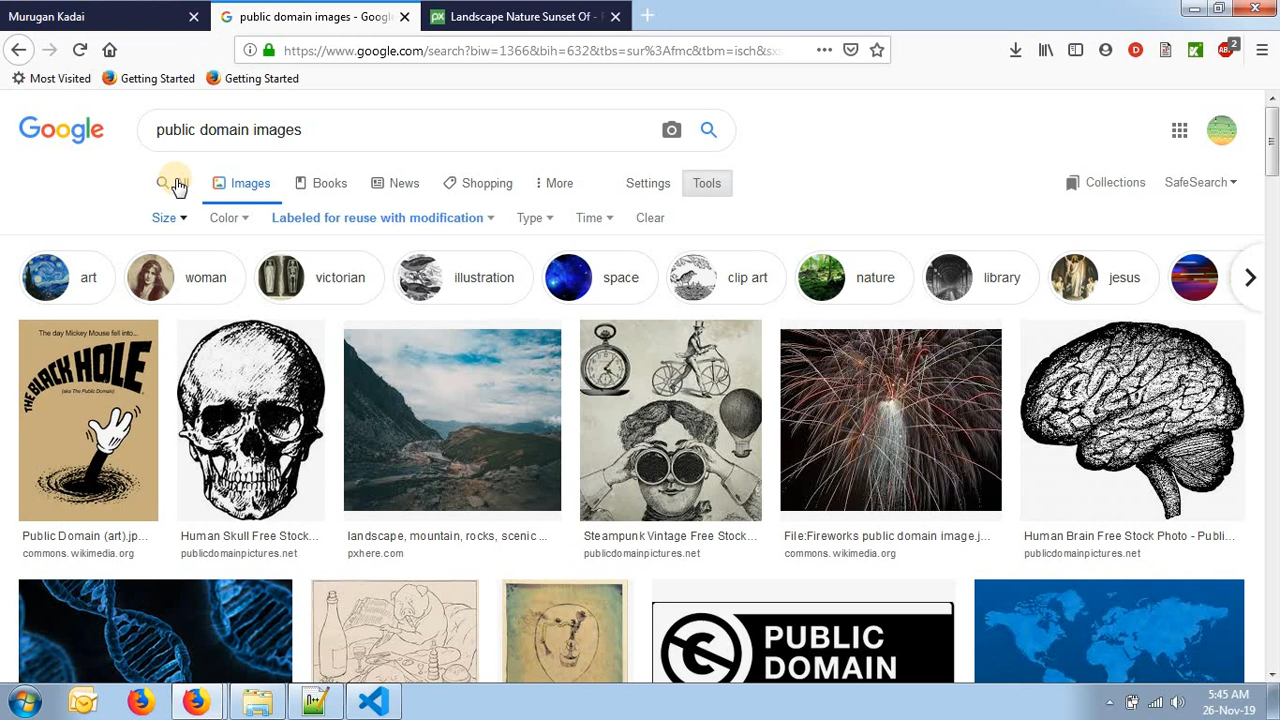 Murugan Kadai
public domain images - Google
Landscape Nature Sunset Of -
https://www.google.com/search?biw=1366&bih=632&tbs=sur%3Afmc&tbm=isch&
Most Visited
Getting Started
Getting Started
2
Google
public domain images
Images
Books
News
Shopping
More
Settings
Tools
Collections
SafeSearch
Size
Color
Labeled for reuse with modification
Type
Time
Clear
art
woman
victorian
illustration
space
clip art
nature
library
jesus
The day Mickey Mouse fell into...
THE BLACK HOLE
(aka The Public Domain)
Public Domain (art).jp...
commons.wikimedia.org
Human Skull Free Stock...
publicdomainpictures.net
landscape, mountain, rocks, scenic ...
pxhere.com
Steampunk Vintage Free Stock...
publicdomainpictures.net
File:Fireworks public domain image.j...
commons.wikimedia.org
Human Brain Free Stock Photo - Publi...
publicdomainpictures.net
PUBLIC
DOMAIN
5:45 AM
26-Nov-19